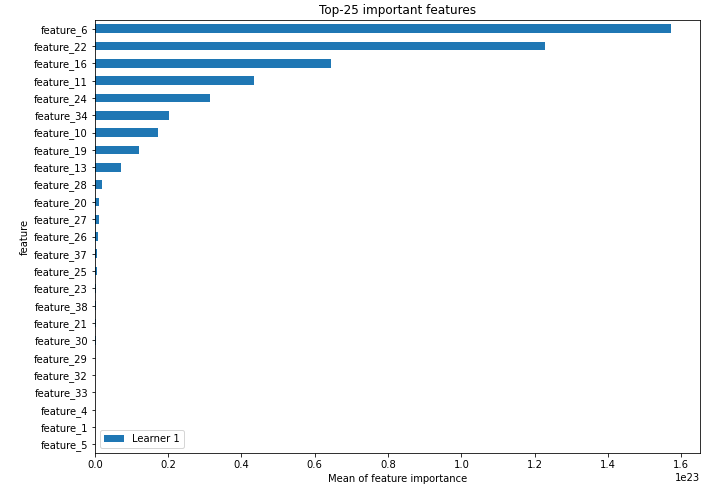 Top-25 important features
feature_6
feature_22
feature_16
feature_11
feature_24
feature_34
feature_10
feature_19
feature_13
feature_28
feature_20
feature_27
feature_26
feature_37
feature_25
feature_23
feature_38
feature_21
feature_30
feature_29
feature_32
feature_33
feature_4
feature_1
feature_5
feature
Learner 1
0.0 0.2 0.4 0.6 0.8 1.0 1.2 1.4 1.6
1e23
Mean of feature importance